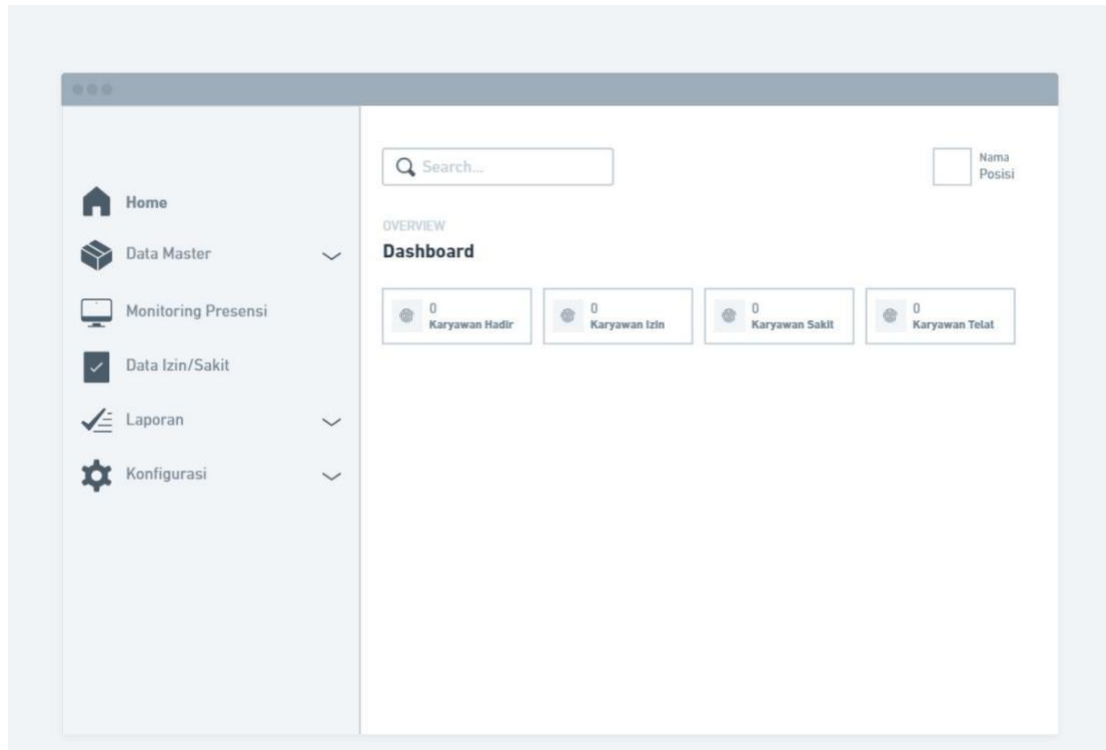 Home
Data Master
Monitoring Presensi
Data Izin/Sakit
Laporan
Konfigurasi
Search...
Nama
Posisi
OVERVIEW
Dashboard
0
Karyawan Hadir
0
Karyawan Izin
0
Karyawan Sakit
0
Karyawan Telat